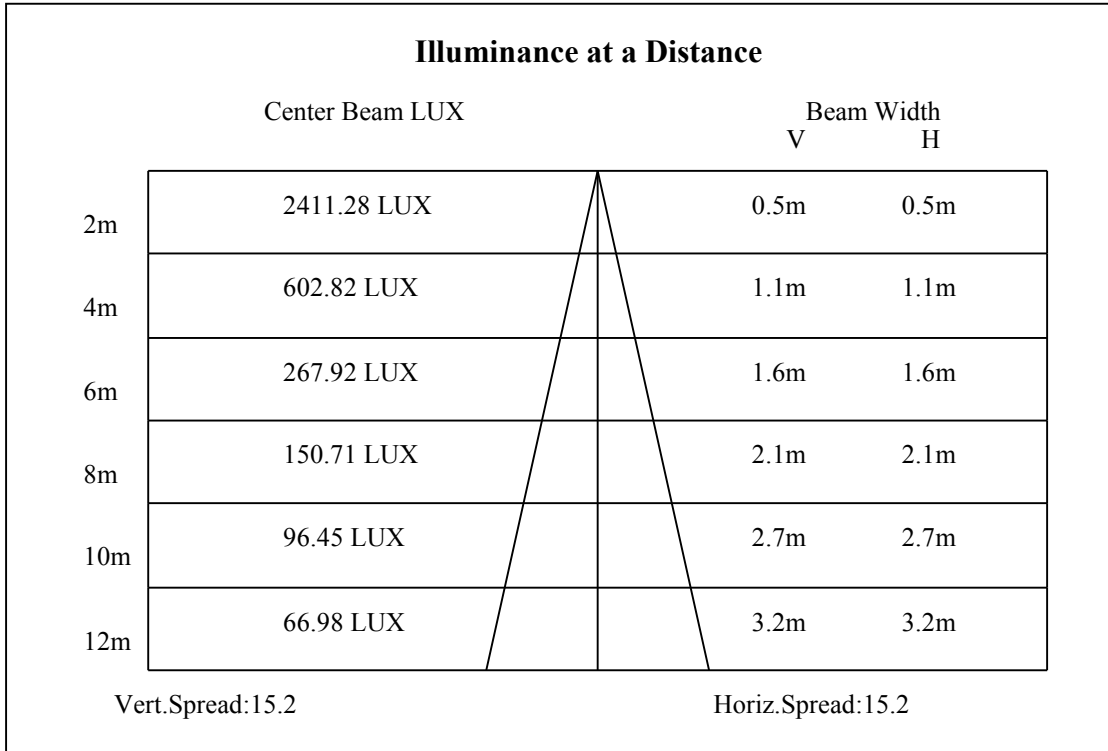 Illuminance at a Distance
Center Beam LUX Beam Width
V H
2m 2411.28 LUX 0.5m 0.5m
4m 602.82 LUX 1.1m 1.1m
6m 267.92 LUX 1.6m 1.6m
8m 150.71 LUX 2.1m 2.1m
10m 96.45 LUX 2.7m 2.7m
12m 66.98 LUX 3.2m 3.2m
Vert.Spread:15.2 Horiz.Spread:15.2